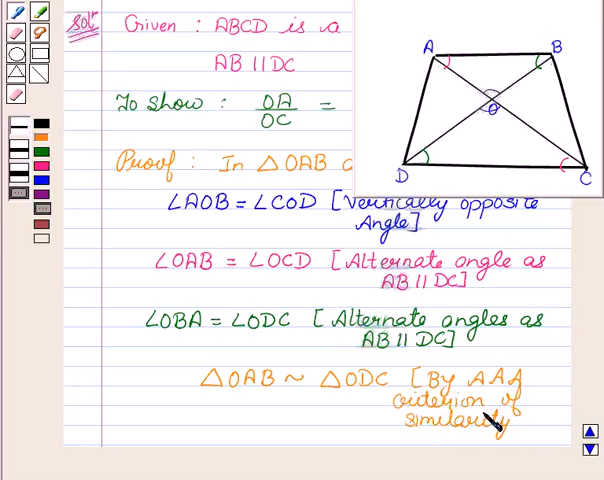 Solⁿ Given : ABCD is a
AB || DC
To show : OA/OC =
Proof : In △OAB
∠AOB = ∠COD [Vertically opposite
Angle]
∠OAB = ∠OCD [Alternate angle as
AB || DC]
∠OBA = ∠ODC [Alternate angles as
AB || DC]
△OAB ~ △ODC [By AAA
criterion of
similarity
A
B
O
D
C